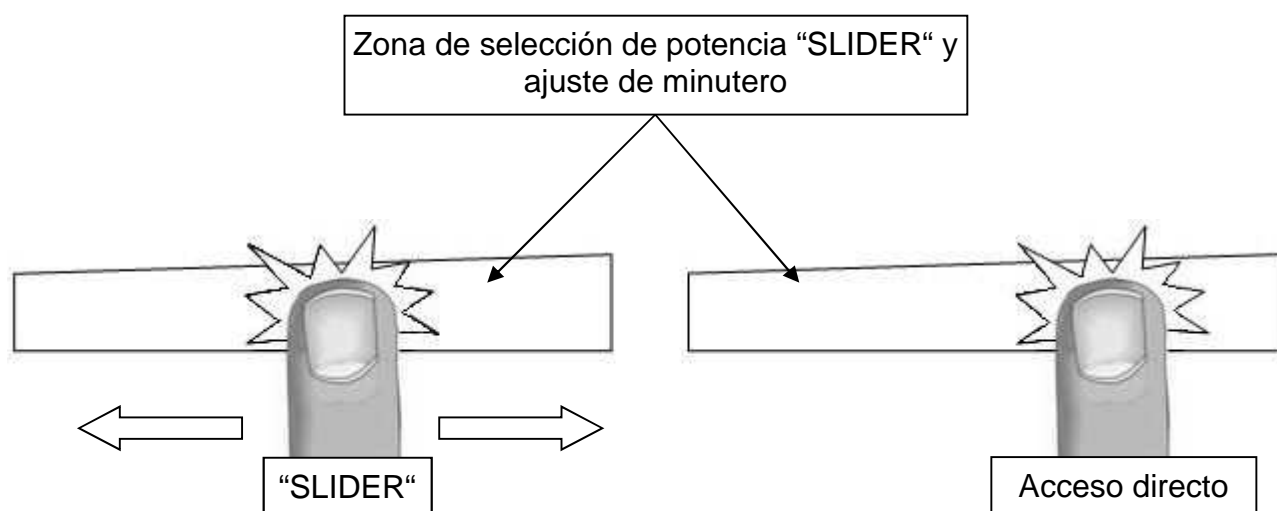 Zona de selección de potencia “SLIDER“ y
ajuste de minutero
“SLIDER“
Acceso directo